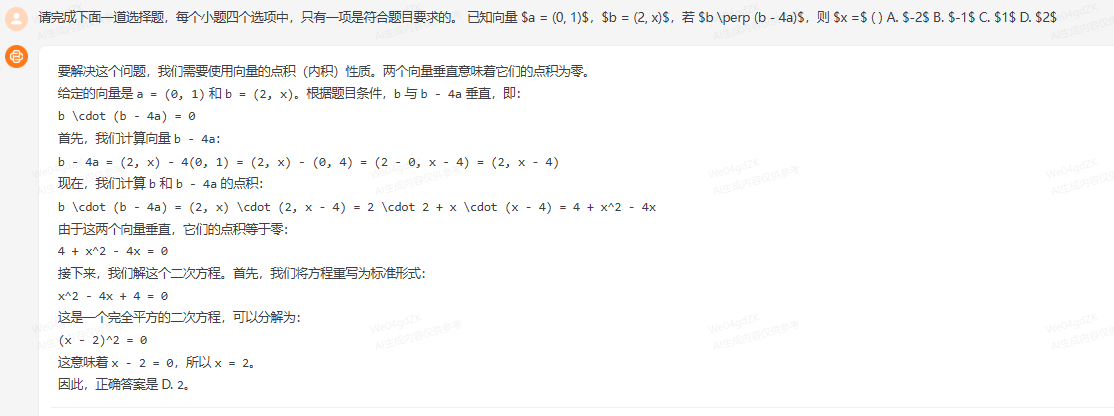 请完成下面一道选择题，每个小题四个选项中，只有一项是符合题目要求的。 已知向量 $a = (0, 1)$，$b = (2, x)$，若 $b \perp (b - 4a)$，则 $x =$ ( ) A. $-2$ B. $-1$ C. $1$ D. $2$
要解决这个问题，我们需要使用向量的点积（内积）性质。两个向量垂直意味着它们的点积为零。
给定的向量是 a = (0, 1) 和 b = (2, x)。根据题目条件，b 与 b - 4a 垂直，即：
b \cdot (b - 4a) = 0
首先，我们计算向量 b - 4a：
b - 4a = (2, x) - 4(0, 1) = (2, x) - (0, 4) = (2 - 0, x - 4) = (2, x - 4)
现在，我们计算 b 和 b - 4a 的点积：
b \cdot (b - 4a) = (2, x) \cdot (2, x - 4) = 2 \cdot 2 + x \cdot (x - 4) = 4 + x^2 - 4x
由于这两个向量垂直，它们的点积等于零：
4 + x^2 - 4x = 0
接下来，我们解这个二次方程。首先，我们将方程重写为标准形式：
x^2 - 4x + 4 = 0
这是一个完全平方的二次方程，可以分解为：
(x - 2)^2 = 0
这意味着 x - 2 = 0，所以 x = 2。
因此，正确答案是 D. 2。